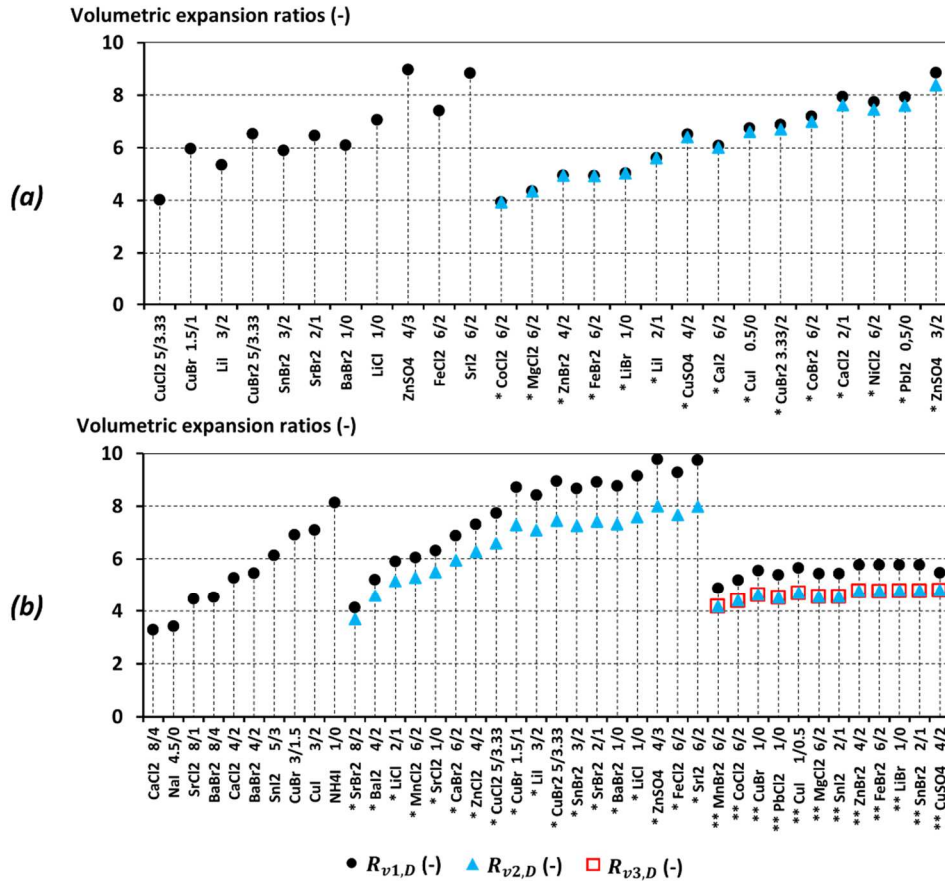 Volumetric expansion ratios (-)
(a)
10
8
6
4
2
0
CuCl2 5/3.33
CuBr 1.5/1
LiI 3/2
CuBr2 5/3.33
SnBr2 3/2
SrBr2 2/1
BaBr2 1/0
LiCl 1/0
ZnSO4 4/3
FeCl2 6/2
SrI2 6/2
* CoCl2 6/2
* MgCl2 6/2
* ZnBr2 4/2
* FeBr2 6/2
* LiBr 1/0
* LiI 2/1
* CuSO4 4/2
* CaI2 6/2
* CuI 0.5/0
* CuBr2 3.33/2
* CoBr2 6/2
* CaCl2 2/1
* NiCl2 6/2
* PbI2 0,5/0
* ZnSO4 3/2
Volumetric expansion ratios (-)
(b)
10
8
6
4
2
0
CaCl2 8/4
NaI 4.5/0
SrCl2 8/1
BaBr2 8/4
CaCl2 4/2
BaBr2 4/2
SnI2 5/3
CuBr 3/1.5
CuI 3/2
NH4I 1/0
* SrBr2 8/2
* BaI2 4/2
* LiCl 2/1
* MnCl2 6/2
* SrCl2 1/0
* CaBr2 6/2
* ZnCl2 4/2
* CuCl2 5/3.33
* CuBr 1.5/1
* LiI 3/2
* CuBr2 5/3.33
* SnBr2 3/2
* SrBr2 2/1
* BaBr2 1/0
* LiCl 1/0
* ZnSO4 4/3
* FeCl2 6/2
* SrI2 6/2
** MnBr2 6/2
** CoCl2 6/2
** CuBr 1/0
** PbCl2 1/0
** CuI 1/0.5
** MgCl2 6/2
** SnI2 2/1
** ZnBr2 4/2
** FeBr2 6/2
** LiBr 1/0
** SnBr2 2/1
** CuSO4 4/2
R_{v1,D} (-) R_{v2,D} (-) R_{v3,D} (-)